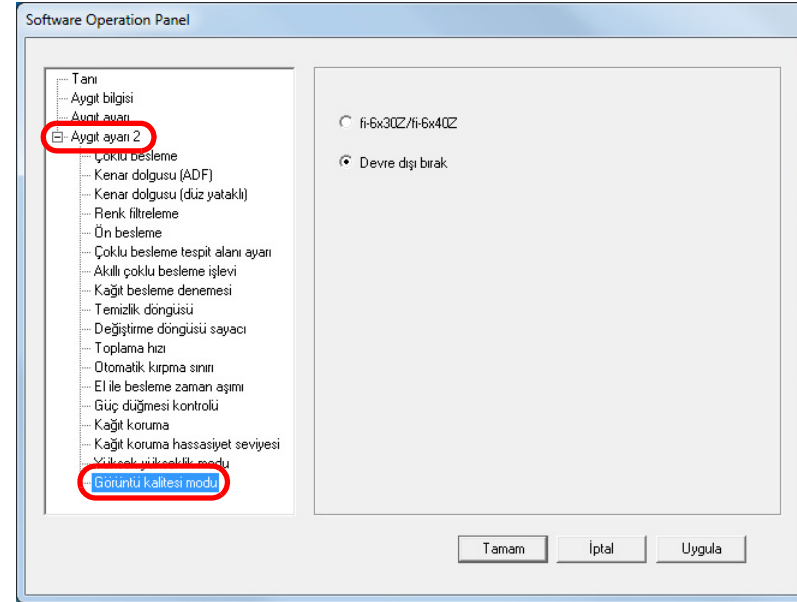 Software Operation Panel
Tanı
Aygıt bilgisi
Aygıt ayarı
Aygıt ayarı 2
Çoklu besleme
Kenar dolgusu (ADF)
Kenar dolgusu (düz yataklı)
Renk filtreleme
Ön besleme
Çoklu besleme tespit alanı ayarı
Akıllı çoklu besleme işlevi
Kağıt besleme denemesi
Temizlik döngüsü
Değiştirme döngüsü sayacı
Toplama hızı
Otomatik kırpma sınırı
El ile besleme zaman aşımı
Güç düğmesi kontrolü
Kağıt koruma
Kağıt koruma hassasiyet seviyesi
Yüksek yükseklik modu
Görüntü kalitesi modu
fi-6x30Z/fi-6x40Z
Devre dışı bırak
Tamam
İptal
Uygula